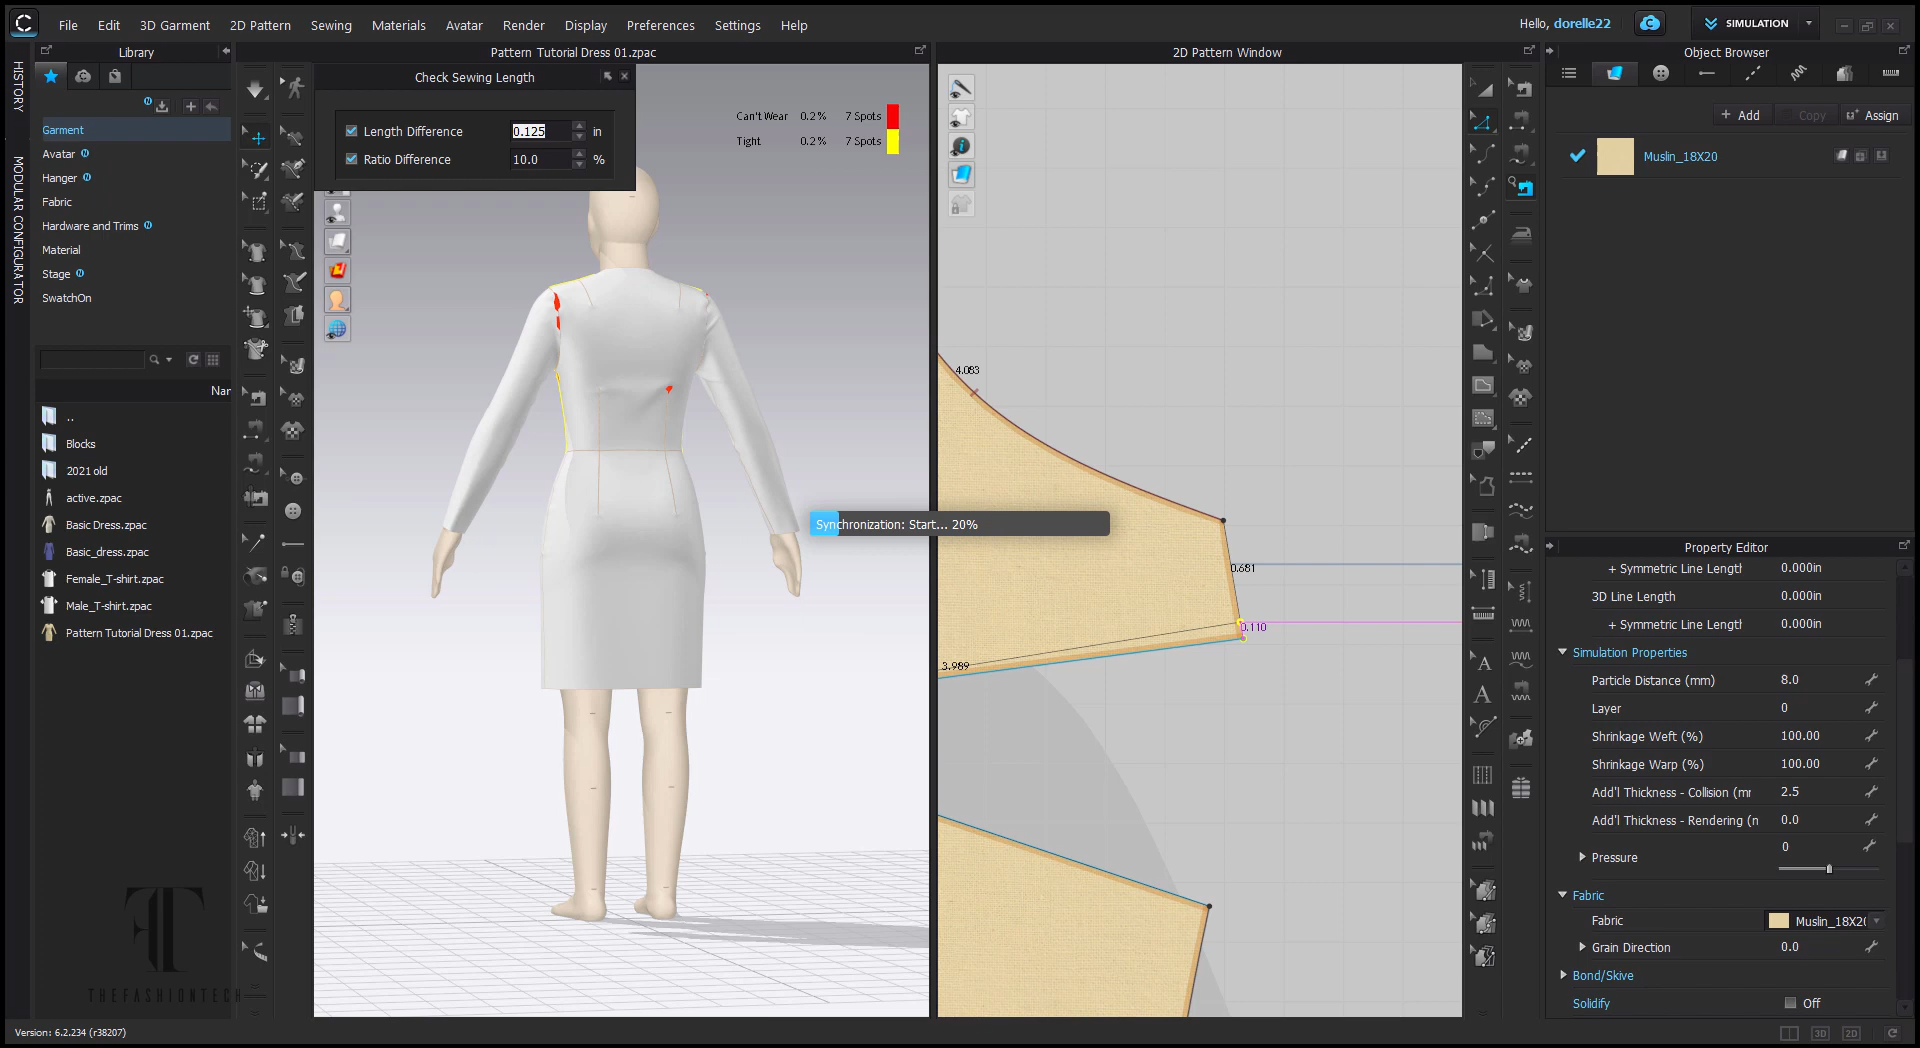 File Edit 3D Garment 2D Pattern Sewing Materials Avatar Render Display Preferences Settings Help
Hello, dorelle22
SIMULATION
HISTORY
MODULAR CONFIGURATOR
Library
Pattern Tutorial Dress 01.zpac
2D Pattern Window
Object Browser
Garment
Avatar
Hanger
Fabric
Hardware and Trims
Material
Stage
SwatchOn
Nar
..
Blocks
2021 old
active.zpac
Basic Dress.zpac
Basic_dress.zpac
Female_T-shirt.zpac
Male_T-shirt.zpac
Pattern Tutorial Dress 01.zpac
THEFASHIONTECH
Version: 6.2.234 (r38207)
Check Sewing Length
Length Difference 0.125 in
Ratio Difference 10.0 %
Can't Wear 0.2% 7 Spots
Tight 0.2% 7 Spots
Synchronization: Start... 20%
4.083
0.681
0.110
3.989
+ Add Copy Assign
Muslin_18X20
Property Editor
+ Symmetric Line Lengtł 0.000in
3D Line Length 0.000in
+ Symmetric Line Lengtł 0.000in
Simulation Properties
Particle Distance (mm) 8.0
Layer 0
Shrinkage Weft (%) 100.00
Shrinkage Warp (%) 100.00
Add'l Thickness - Collision (mr 2.5
Add'l Thickness - Rendering (n 0.0
Pressure 0
Fabric
Fabric Muslin_18X2(
Grain Direction 0.0
Bond/Skive
Solidify Off
3D 2D